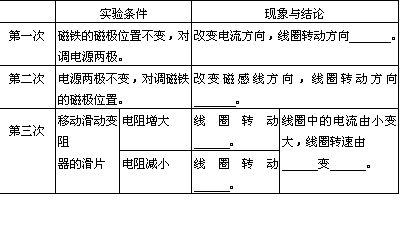 实验条件 现象与结论
第一次 磁铁的磁极位置不变，对调电源两极。 改变电流方向，线圈转动方向______。
第二次 电源两极不变，对调磁铁的磁极位置。 改变磁感线方向，线圈转动方向______。
第三次 移动滑动变阻器的滑片 电阻增大 线圈转动______。 线圈中的电流由小变大，线圈转速由______变______。
电阻减小 线圈转动______。